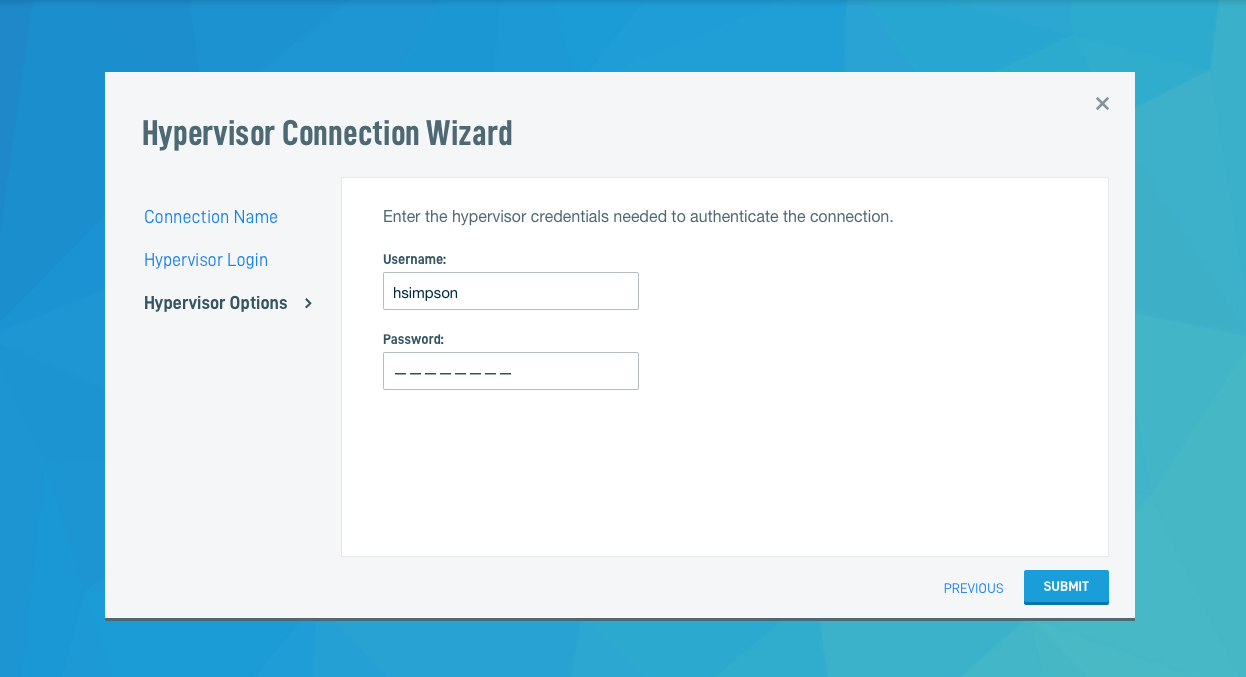 Hypervisor Connection Wizard
Connection Name
Hypervisor Login
Hypervisor Options
Enter the hypervisor credentials needed to authenticate the connection.
Username:
hsimpson
Password:
PREVIOUS
SUBMIT